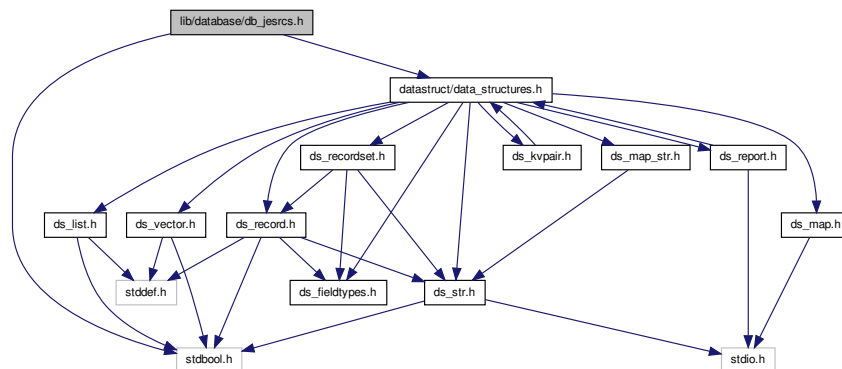 lib/database/db_jesrcs.h
datastruct/data_structures.h
ds_recordset.h
ds_kvpair.h
ds_map_str.h
ds_report.h
ds_list.h
ds_vector.h
ds_record.h
ds_map.h
stddef.h
ds_fieldtypes.h
ds_str.h
stdbool.h
stdio.h